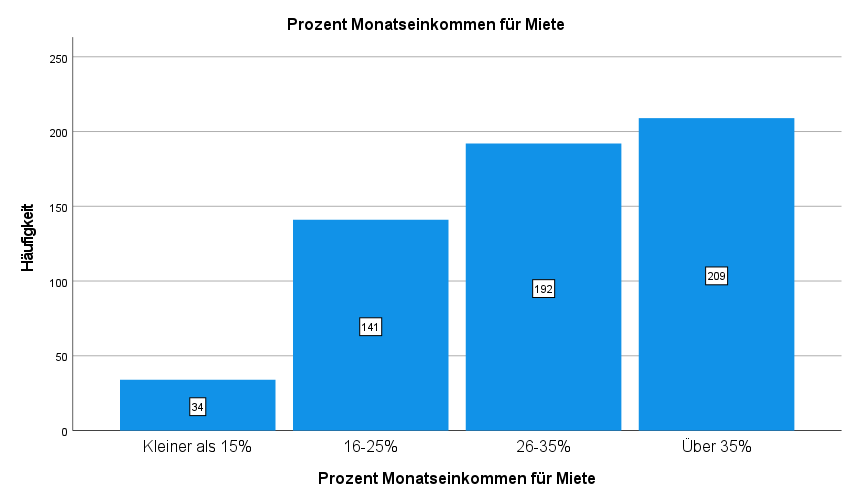 Prozent Monatseinkommen für Miete
Häufigkeit
250
200
150
100
50
0
34
141
192
209
Kleiner als 15%
16-25%
26-35%
Über 35%
Prozent Monatseinkommen für Miete